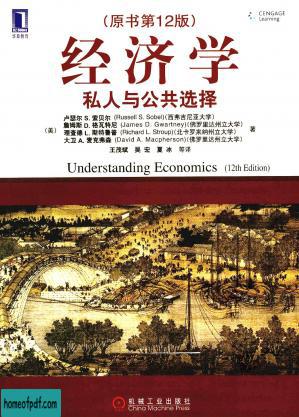 华章教育
(原书第12版)
CENGAGE
Learning
经济学
私人与公共选择
卢瑟尔 S. 索贝尔 (Russell S. Sobel)(西弗吉尼亚大学)
(美) 詹姆斯 D. 格瓦特尼 (James D. Gwartney)(佛罗里达州立大学) 著
理查德 L. 斯特鲁普 (Richard L. Stroup)(北卡罗来纳州立大学)
大卫 A. 麦克弗森 (David A. Macpherson)(佛罗里达州立大学)
王茂斌 吴宏 夏冰 等译
Understanding Economics (12th Edition)
homeofpdf.com
机械工业出版社
China Machine Press